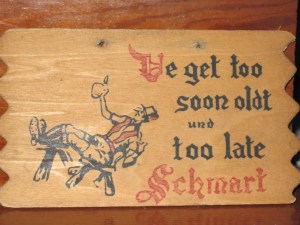 Ve get too
soon oldt
und
too late
Schmart